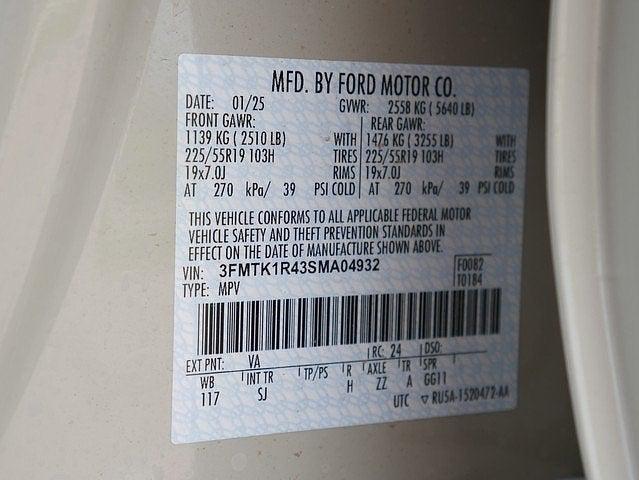 MFD. BY FORD MOTOR CO.
DATE: 01/25 GVWR: 2558 KG ( 5640 LB)
FRONT GAWR: REAR GAWR:
1139 KG ( 2510 LB) WITH 1476 KG ( 3255 LB) WITH
225/55R19 103H TIRES 225/55R19 103H TIRES
19x7.0J RIMS 19x7.0J RIMS
AT 270 kPa/ 39 PSI COLD AT 270 kPa/ 39 PSI COLD
THIS VEHICLE CONFORMS TO ALL APPLICABLE FEDERAL MOTOR
VEHICLE SAFETY AND THEFT PREVENTION STANDARDS IN
EFFECT ON THE DATE OF MANUFACTURE SHOWN ABOVE.
VIN: 3FMTK1R43SMA04932 F0082
TYPE: MPV T0184
EXT PNT: VA RC: 24 DSO:
WB INT TR TP/PS R AXLE TR SPR
117 SJ H ZZ A GG11
UTC ▽ RU5A-1520472-AA